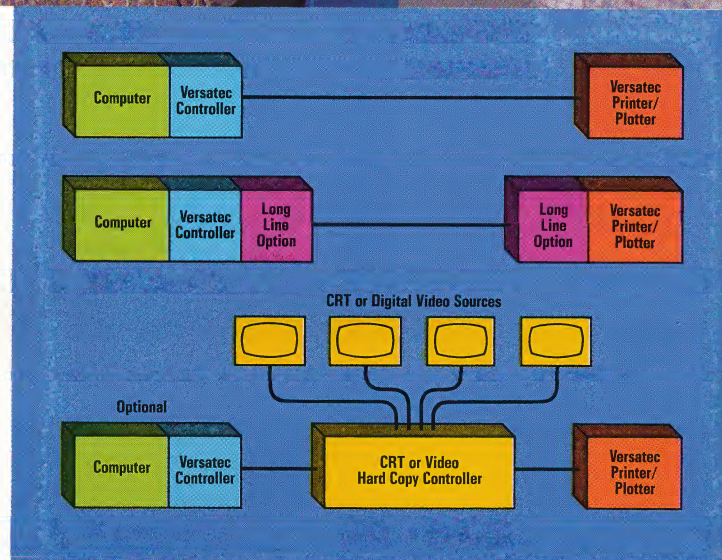 Computer
Versatec
Controller
Versatec
Printer/
Plotter
Computer
Versatec
Controller
Long
Line
Option
Long
Line
Option
Versatec
Printer/
Plotter
CRT or Digital Video Sources
Optional
Computer
Versatec
Controller
CRT or Video
Hard Copy Controller
Versatec
Printer/
Plotter